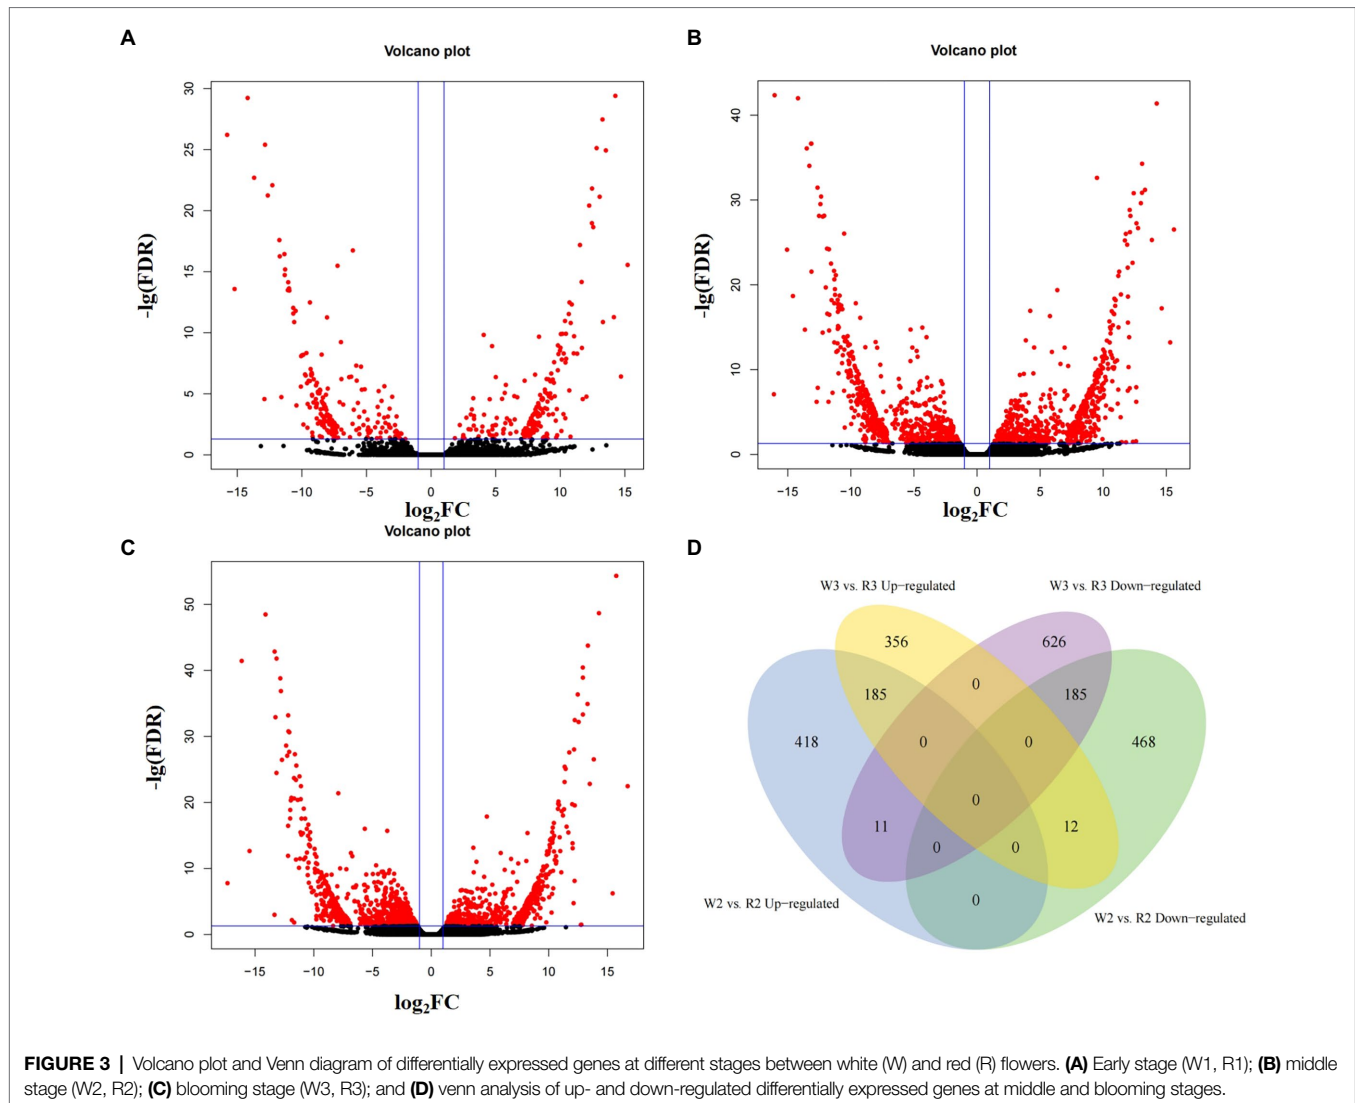 A
Volcano plot
30
25
20
15
10
5
0
-lg(FDR)
−15 −10 −5 0 5 10 15
log2FC
B
Volcano plot
40
30
20
10
0
-lg(FDR)
−15 −10 −5 0 5 10 15
log2FC
C
Volcano plot
50
40
30
20
10
0
-lg(FDR)
−15 −10 −5 0 5 10 15
log2FC
D
W3 vs. R3 Up−regulated W3 vs. R3 Down−regulated
356 626
0
185 185
418 0 0 468
0
11 12
0 0
0
W2 vs. R2 Up−regulated W2 vs. R2 Down−regulated
FIGURE 3 | Volcano plot and Venn diagram of differentially expressed genes at different stages between white (W) and red (R) flowers. (A) Early stage (W1, R1); (B) middle
stage (W2, R2); (C) blooming stage (W3, R3); and (D) venn analysis of up- and down-regulated differentially expressed genes at middle and blooming stages.